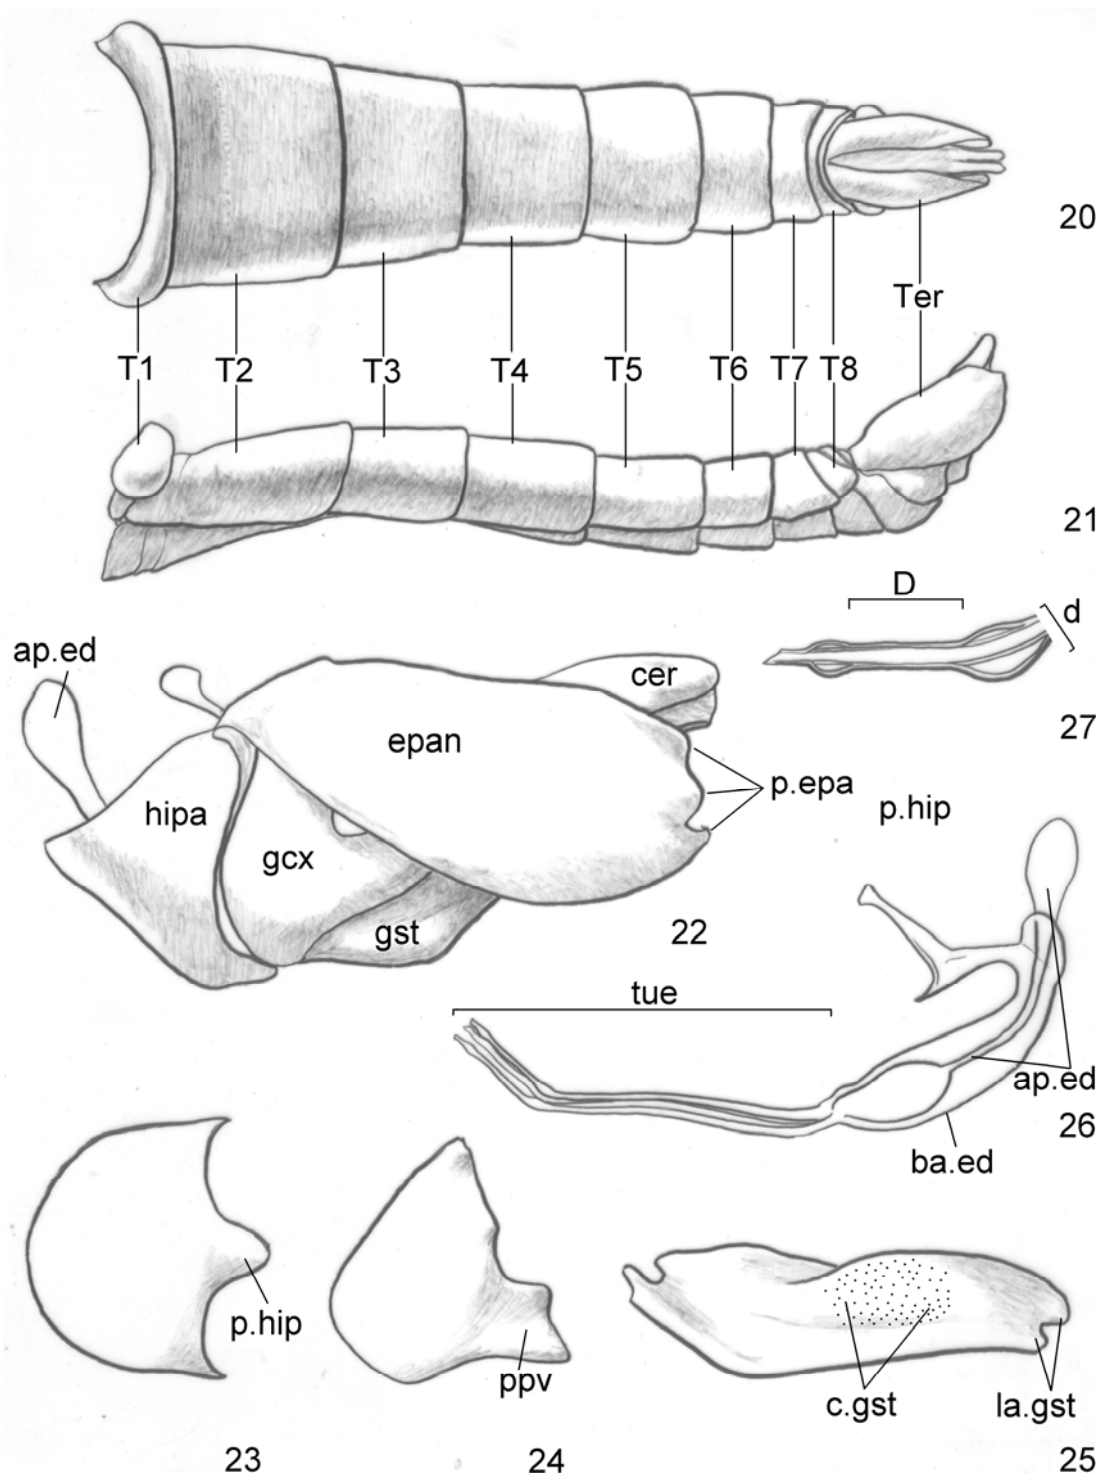 20
Ter
T1 T2 T3 T4 T5 T6 T7 T8
21
D
d
ap.ed
cer
27
epan
p.epa
hipa
p.hip
gcx
gst
22
tue
ap.ed
26
ba.ed
p.hip
ppv
c.gst
la.gst
23
24
25